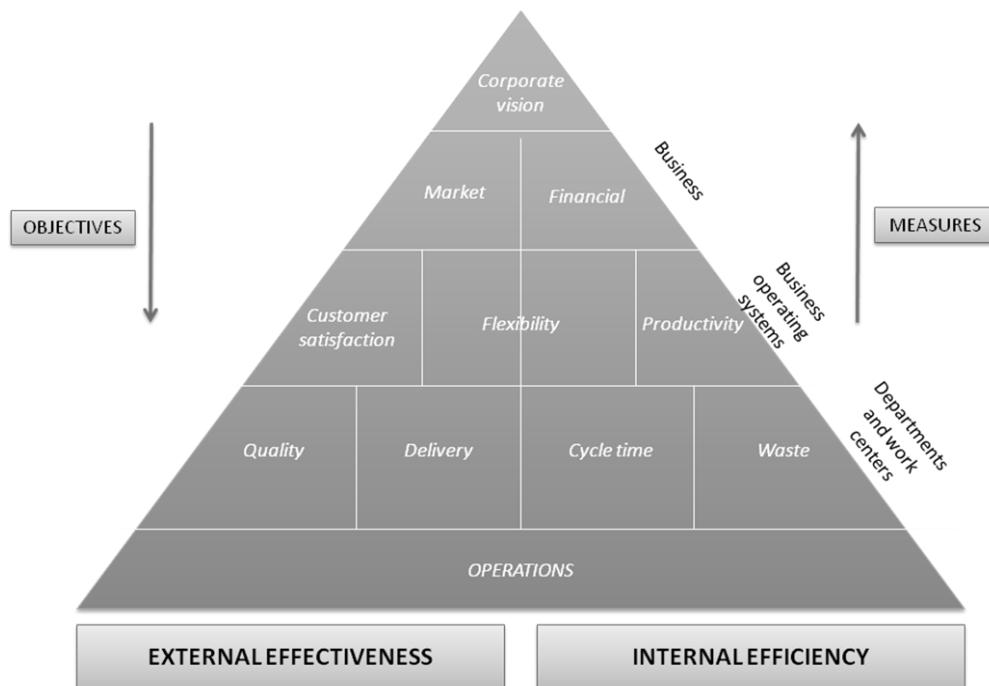 Corporate
vision
Business
Market
Financial
OBJECTIVES
MEASURES
Business
operating
systems
Customer
satisfaction
Flexibility
Productivity
Departments
and work
centers
Quality
Delivery
Cycle time
Waste
OPERATIONS
EXTERNAL EFFECTIVENESS
INTERNAL EFFICIENCY